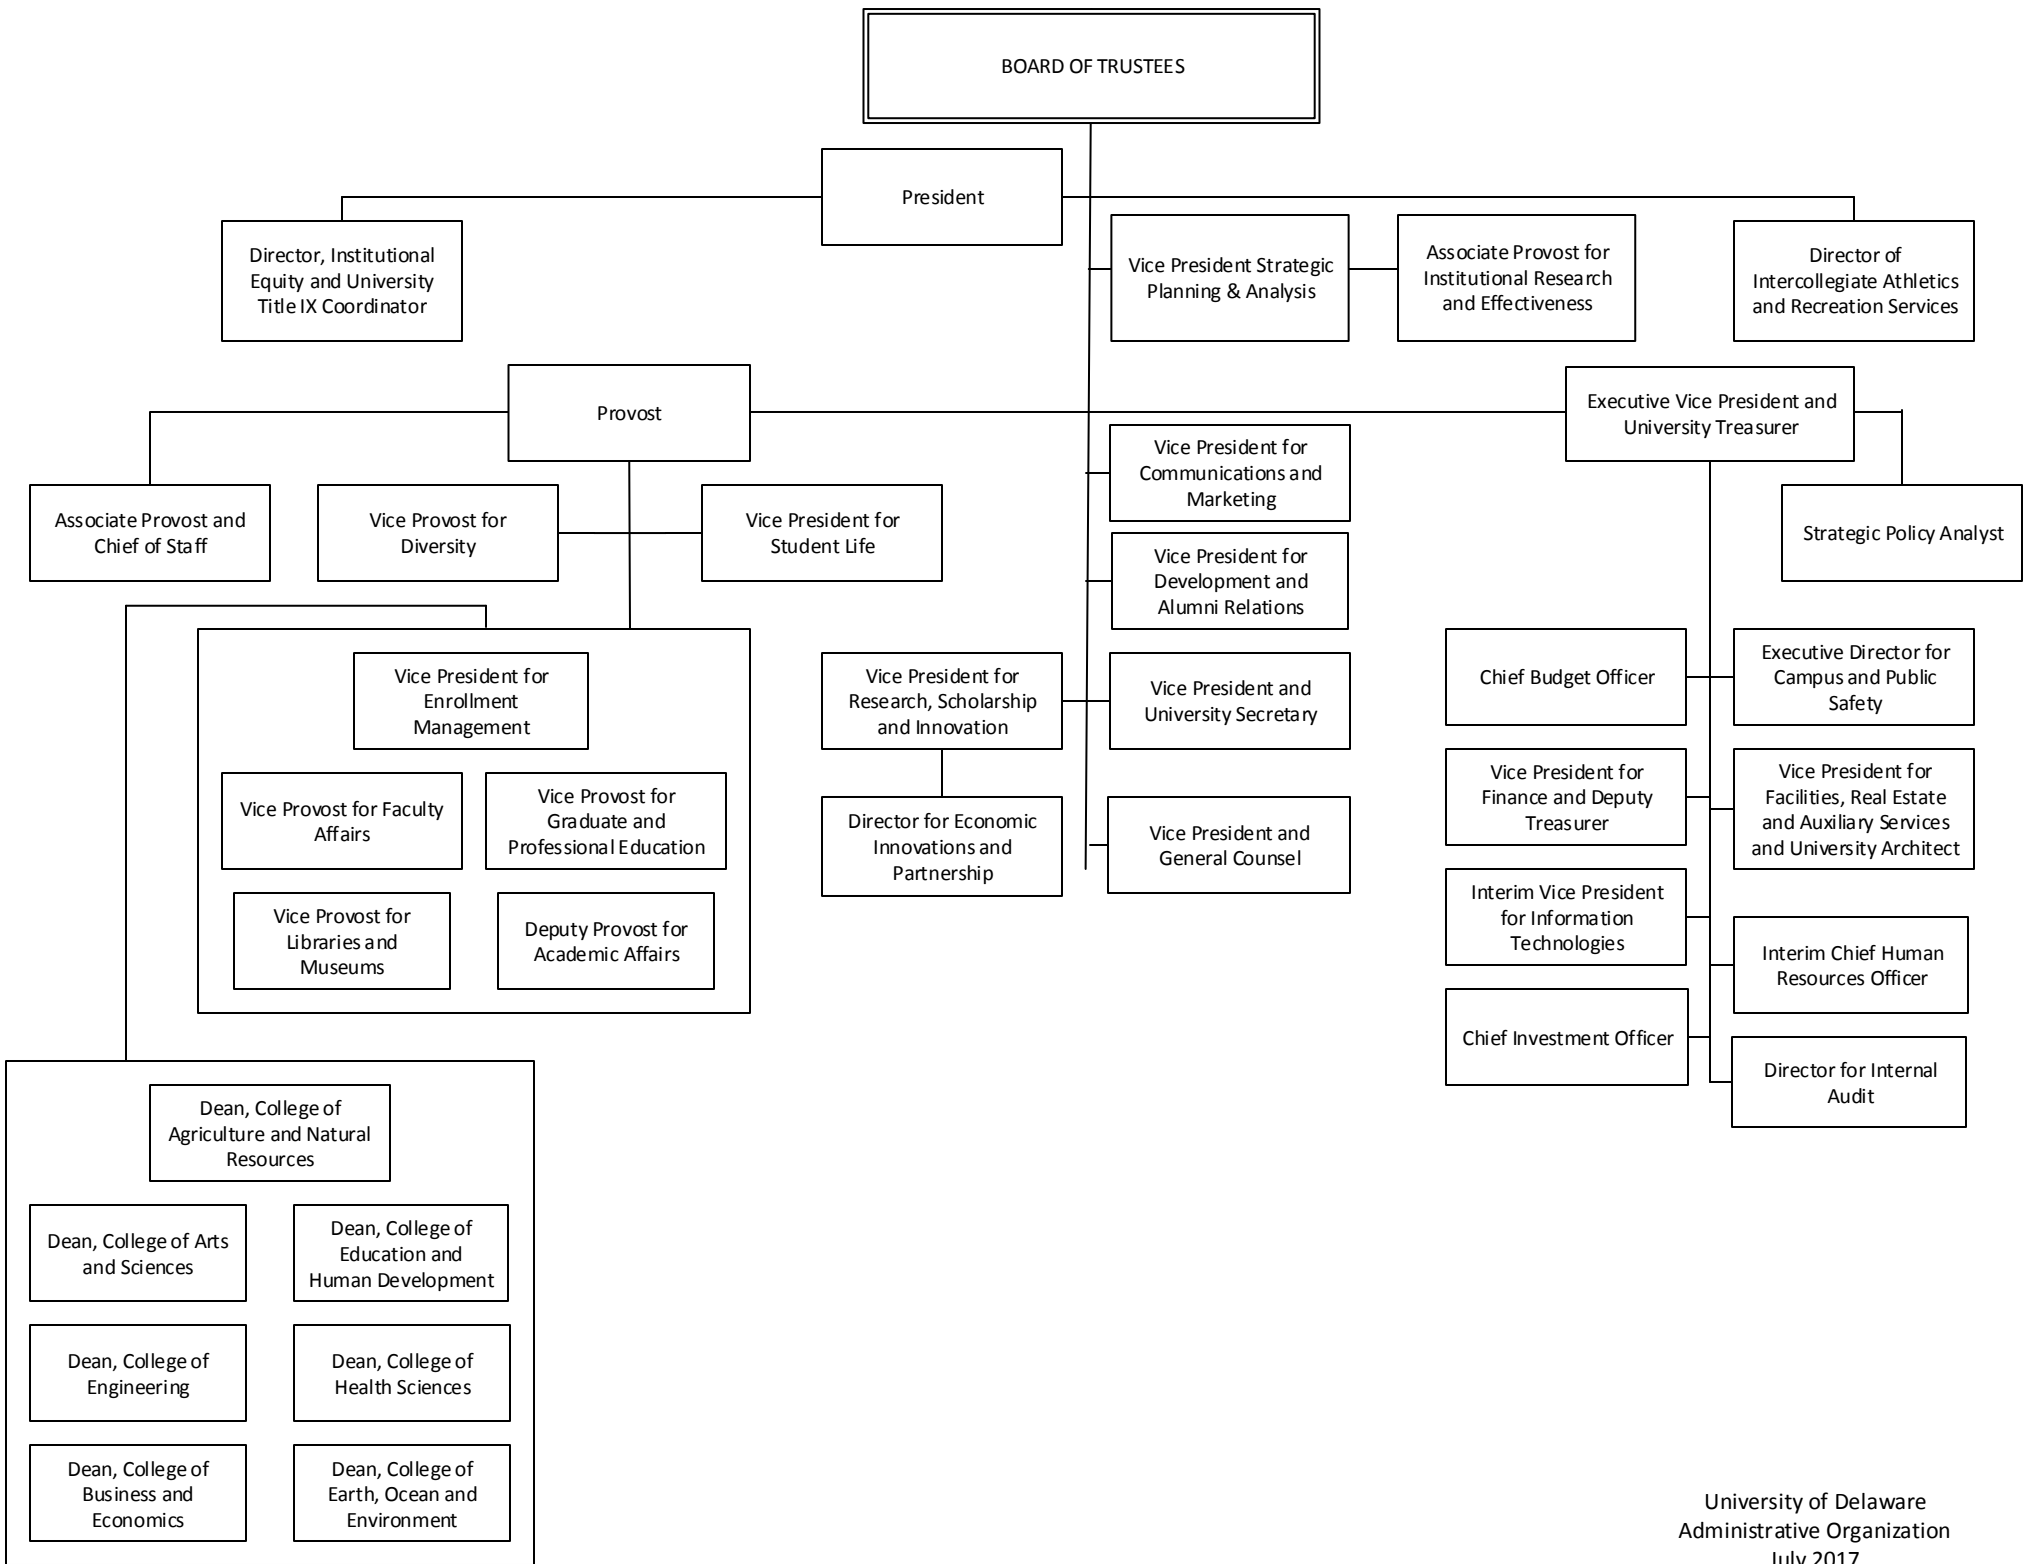 BOARD OF TRUSTEES
President
Director, Institutional
Equity and University
Title IX Coordinator
Vice President Strategic
Planning & Analysis
Associate Provost for
Institutional Research
and Effectiveness
Director of
Intercollegiate Athletics
and Recreation Services
Provost
Executive Vice President and
University Treasurer
Associate Provost and
Chief of Staff
Vice Provost for
Diversity
Vice President for
Student Life
Vice President for
Communications and
Marketing
Strategic Policy Analyst
Vice President for
Development and
Alumni Relations
Vice President for
Enrollment
Management
Vice President for
Research, Scholarship
and Innovation
Vice President and
University Secretary
Chief Budget Officer
Executive Director for
Campus and Public
Safety
Vice Provost for Faculty
Affairs
Vice Provost for
Graduate and
Professional Education
Director for Economic
Innovations and
Partnership
Vice President and
General Counsel
Vice President for
Finance and Deputy
Treasurer
Vice President for
Facilities, Real Estate
and Auxiliary Services
and University Architect
Vice Provost for
Libraries and
Museums
Deputy Provost for
Academic Affairs
Interim Vice President
for Information
Technologies
Interim Chief Human
Resources Officer
Chief Investment Officer
Director for Internal
Audit
Dean, College of
Agriculture and Natural
Resources
Dean, College of Arts
and Sciences
Dean, College of
Education and
Human Development
Dean, College of
Engineering
Dean, College of
Health Sciences
Dean, College of
Business and
Economics
Dean, College of
Earth, Ocean and
Environment
University of Delaware
Administrative Organization
July 2017